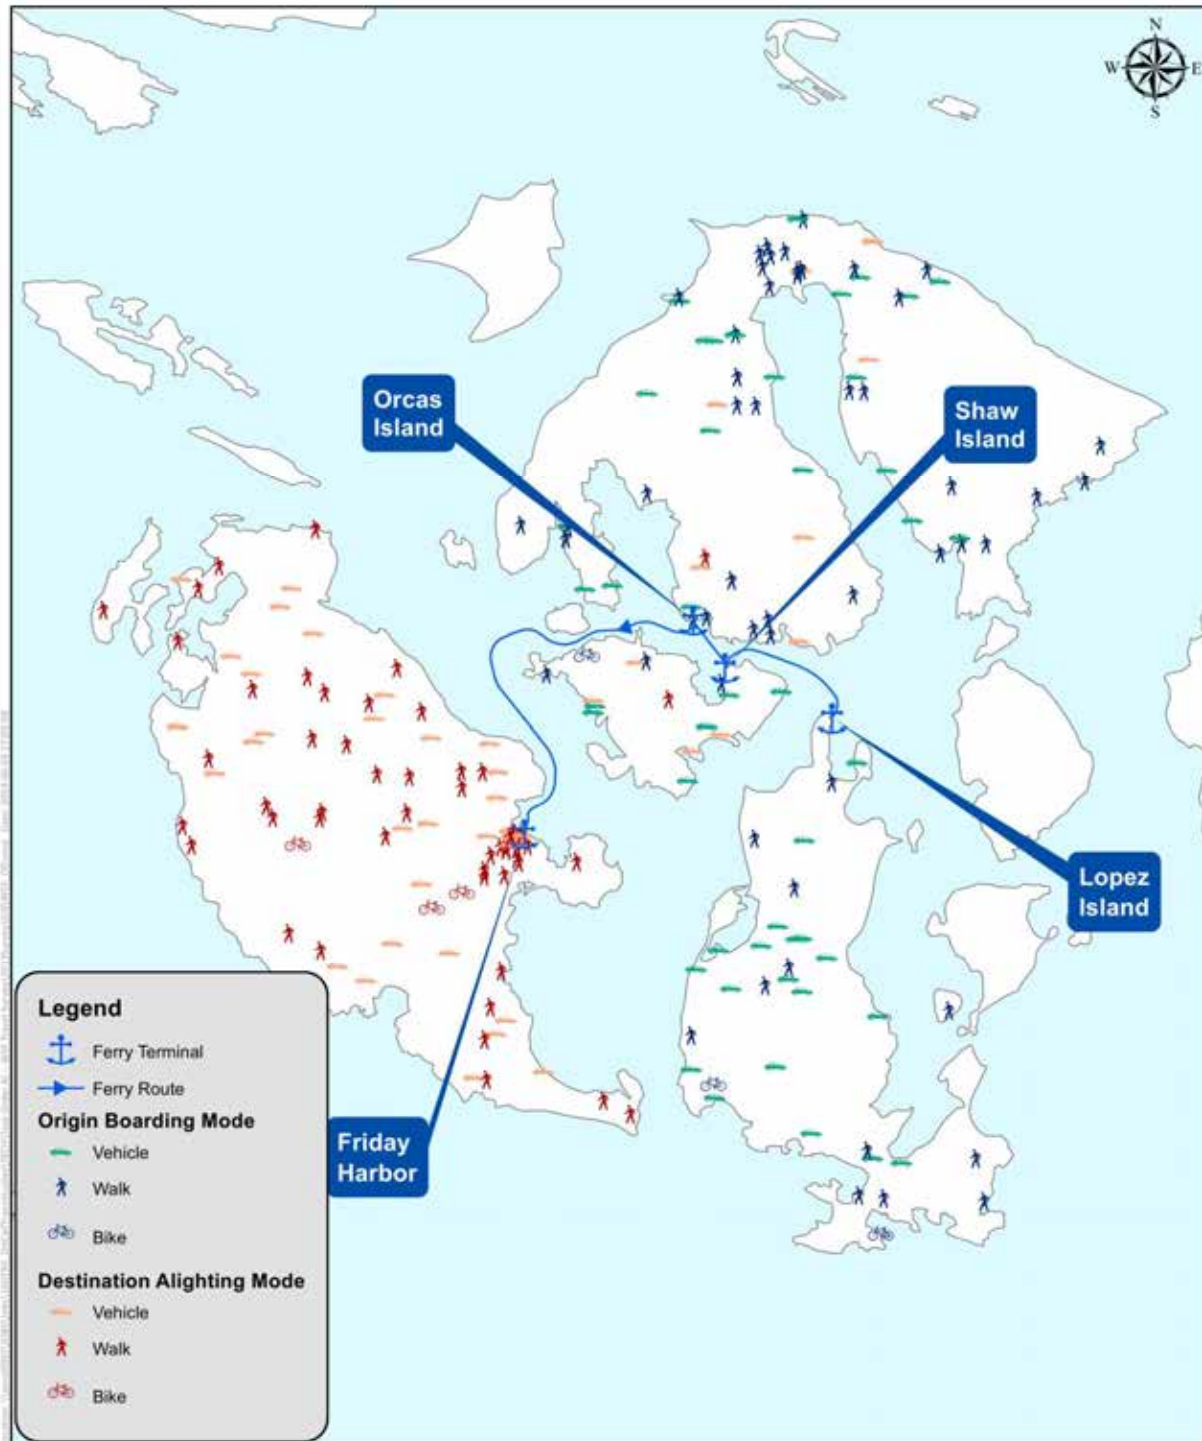 N
W E
S
Orcas
Island
Shaw
Island
Lopez
Island
Friday
Harbor
Legend
Ferry Terminal
Ferry Route
Origin Boarding Mode
Vehicle
Walk
Bike
Destination Alighting Mode
Vehicle
Walk
Bike